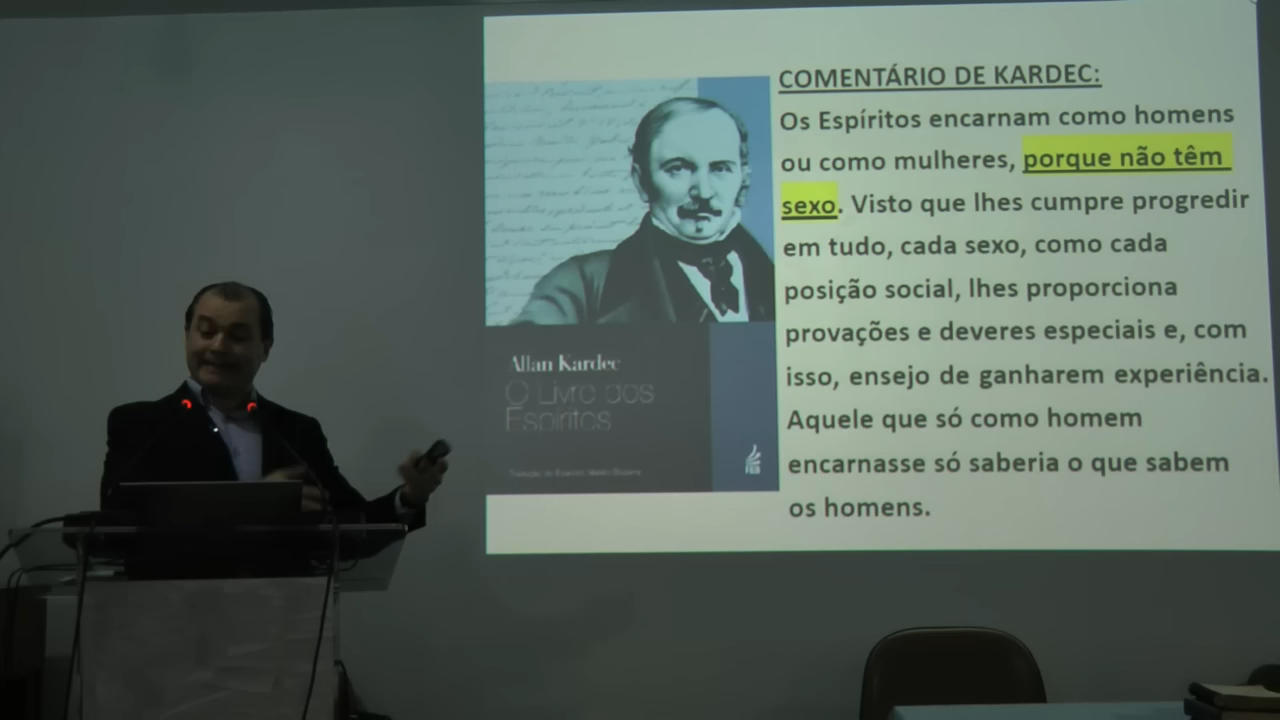 COMENTÁRIO DE KARDEC:
Os Espíritos encarnam como homens
ou como mulheres, porque não têm
sexo. Visto que lhes cumpre progredir
em tudo, cada sexo, como cada
posição social, lhes proporciona
provações e deveres especiais e, com
isso, ensejo de ganharem experiência.
Aquele que só como homem
encarnasse só saberia o que sabem
os homens.
Allan Kardec
O Livro dos
Espíritos
FEB